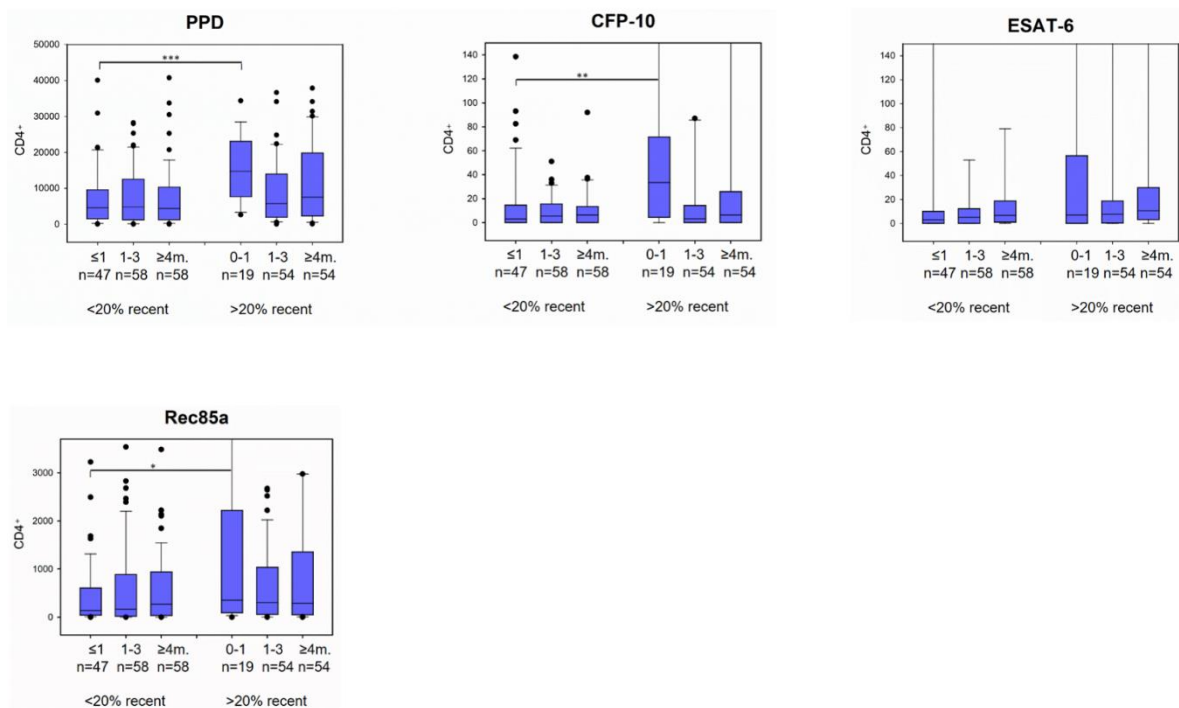 PPD
50000
40000
30000
20000
10000
0
CD4⁺
***
≤1 1-3 ≥4m. 0-1 1-3 ≥4m.
n=47 n=58 n=58 n=19 n=54 n=54
<20% recent >20% recent
CFP-10
140
120
100
80
60
40
20
0
CD4⁺
**
≤1 1-3 ≥4m. 0-1 1-3 ≥4m.
n=47 n=58 n=58 n=19 n=54 n=54
<20% recent >20% recent
ESAT-6
140
120
100
80
60
40
20
0
CD4⁺
≤1 1-3 ≥4m. 0-1 1-3 ≥4m.
n=47 n=58 n=58 n=19 n=54 n=54
<20% recent >20% recent
Rec85a
3000
2000
1000
0
CD4⁺
*
≤1 1-3 ≥4m. 0-1 1-3 ≥4m.
n=47 n=58 n=58 n=19 n=54 n=54
<20% recent >20% recent